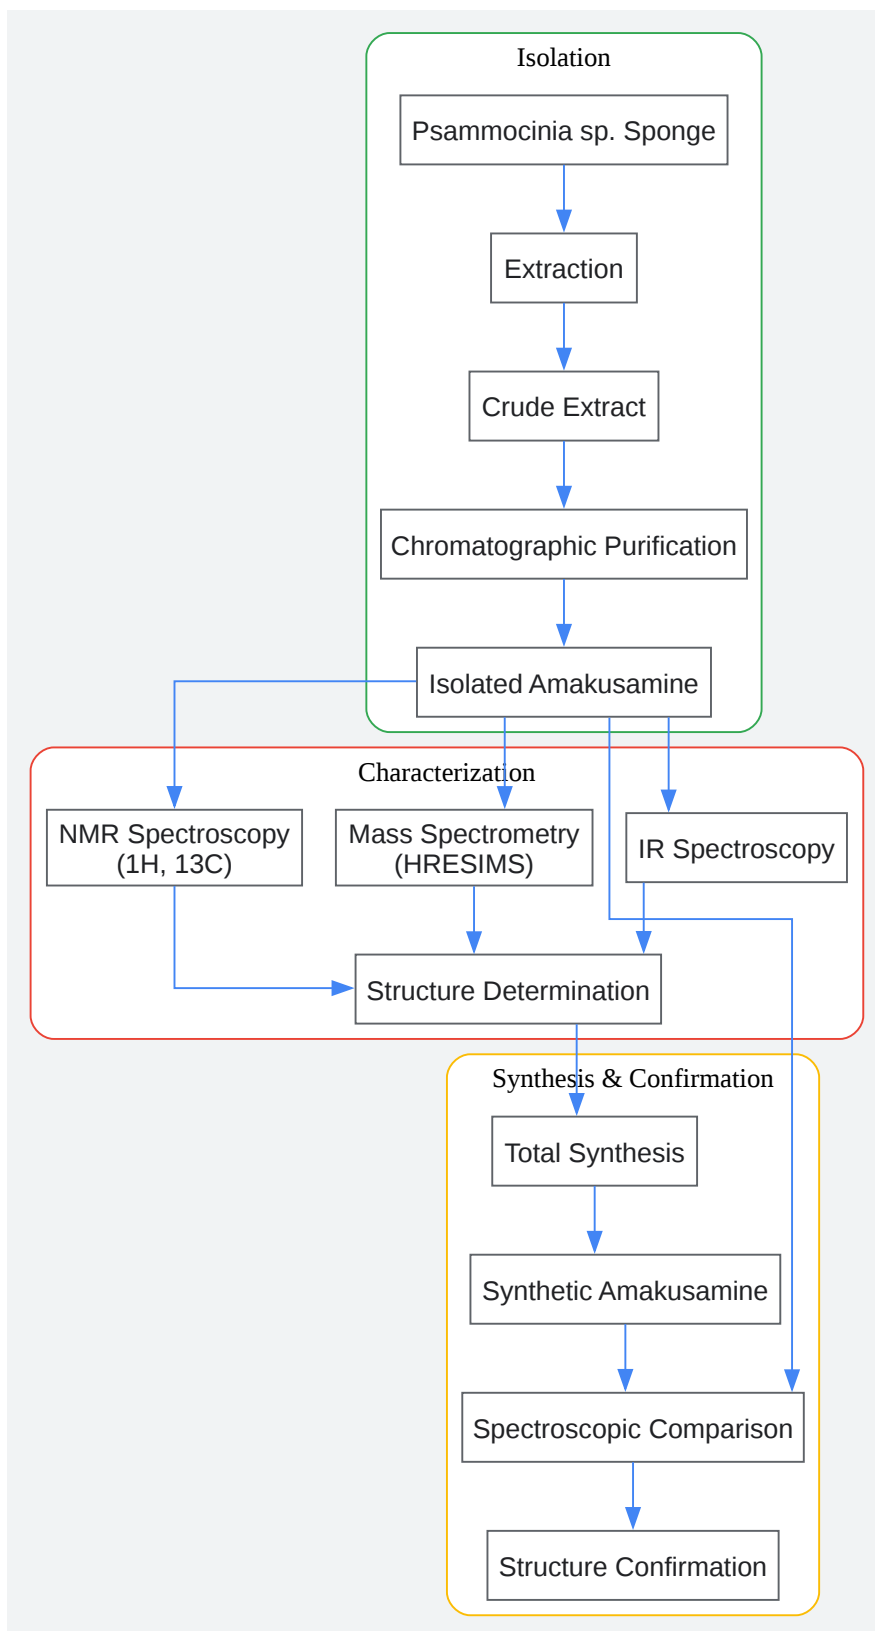 Isolation
Psammocinia sp. Sponge
Extraction
Crude Extract
Chromatographic Purification
Isolated Amakusamine
Characterization
NMR Spectroscopy
(1H, 13C)
Mass Spectrometry
(HRESIMS)
IR Spectroscopy
Structure Determination
Synthesis & Confirmation
Total Synthesis
Synthetic Amakusamine
Spectroscopic Comparison
Structure Confirmation